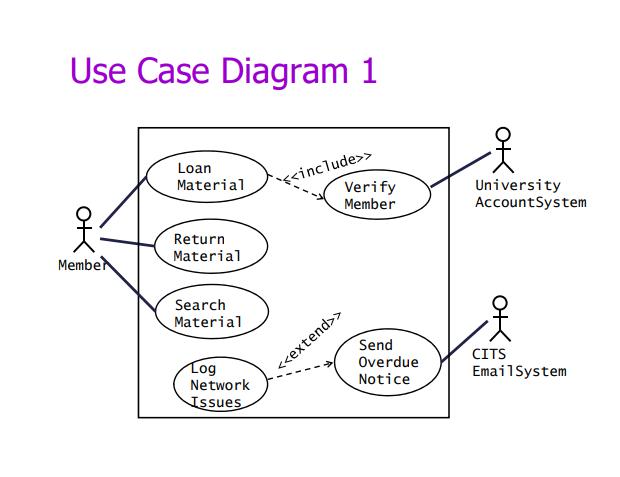 Use Case Diagram 1
Loan
Material
<<include>>
Verify
Member
University
AccountSystem
Member
Return
Material
Search
Material
<<extend>>
Send
Overdue
Notice
CITS
EmailSystem
Log
Network
Issues